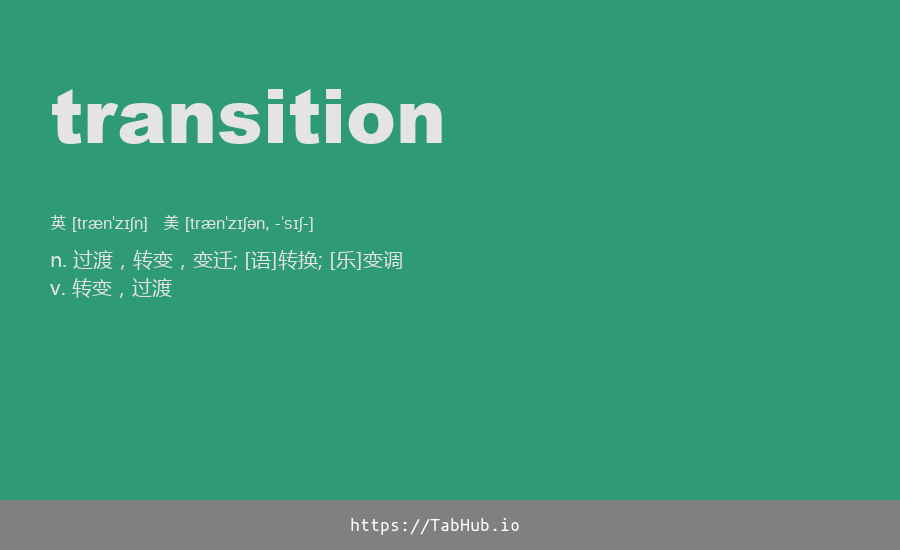 transition
英 [træn'zɪʃn] 美 [træn'zɪʃən, -'sɪʃ-]
n. 过渡，转变，变迁; [语]转换; [乐]变调
v. 转变，过渡
https://TabHub.io